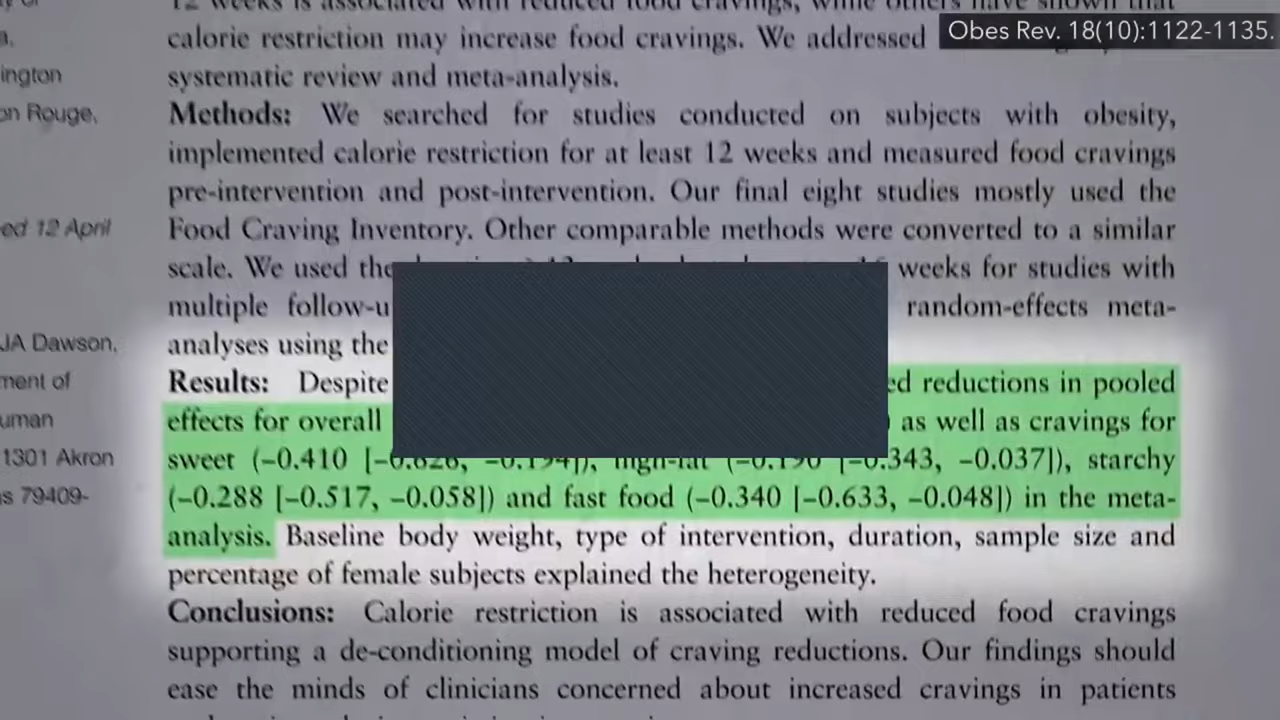 Obes Rev. 18(10):1122-1135.
calorie restriction may increase food cravings. We addressed
systematic review and meta-analysis.
Methods: We searched for studies conducted on subjects with obesity,
implemented calorie restriction for at least 12 weeks and measured food cravings
pre-intervention and post-intervention. Our final eight studies mostly used the
Food Craving Inventory. Other comparable methods were converted to a similar
scale. We used the weeks for studies with
multiple follow-u random-effects meta-
analyses using the
Results: Despite ed reductions in pooled
effects for overall as well as cravings for
sweet (–0.410 –0.343, –0.037]), starchy
(–0.288 [–0.517, –0.058]) and fast food (–0.340 [–0.633, –0.048]) in the meta-
analysis. Baseline body weight, type of intervention, duration, sample size and
percentage of female subjects explained the heterogeneity.
Conclusions: Calorie restriction is associated with reduced food cravings
supporting a de-conditioning model of craving reductions. Our findings should
ease the minds of clinicians concerned about increased cravings in patients
ington
on Rouge,
ed 12 April
JA Dawson,
ment of
uman
1301 Akron
as 79409-